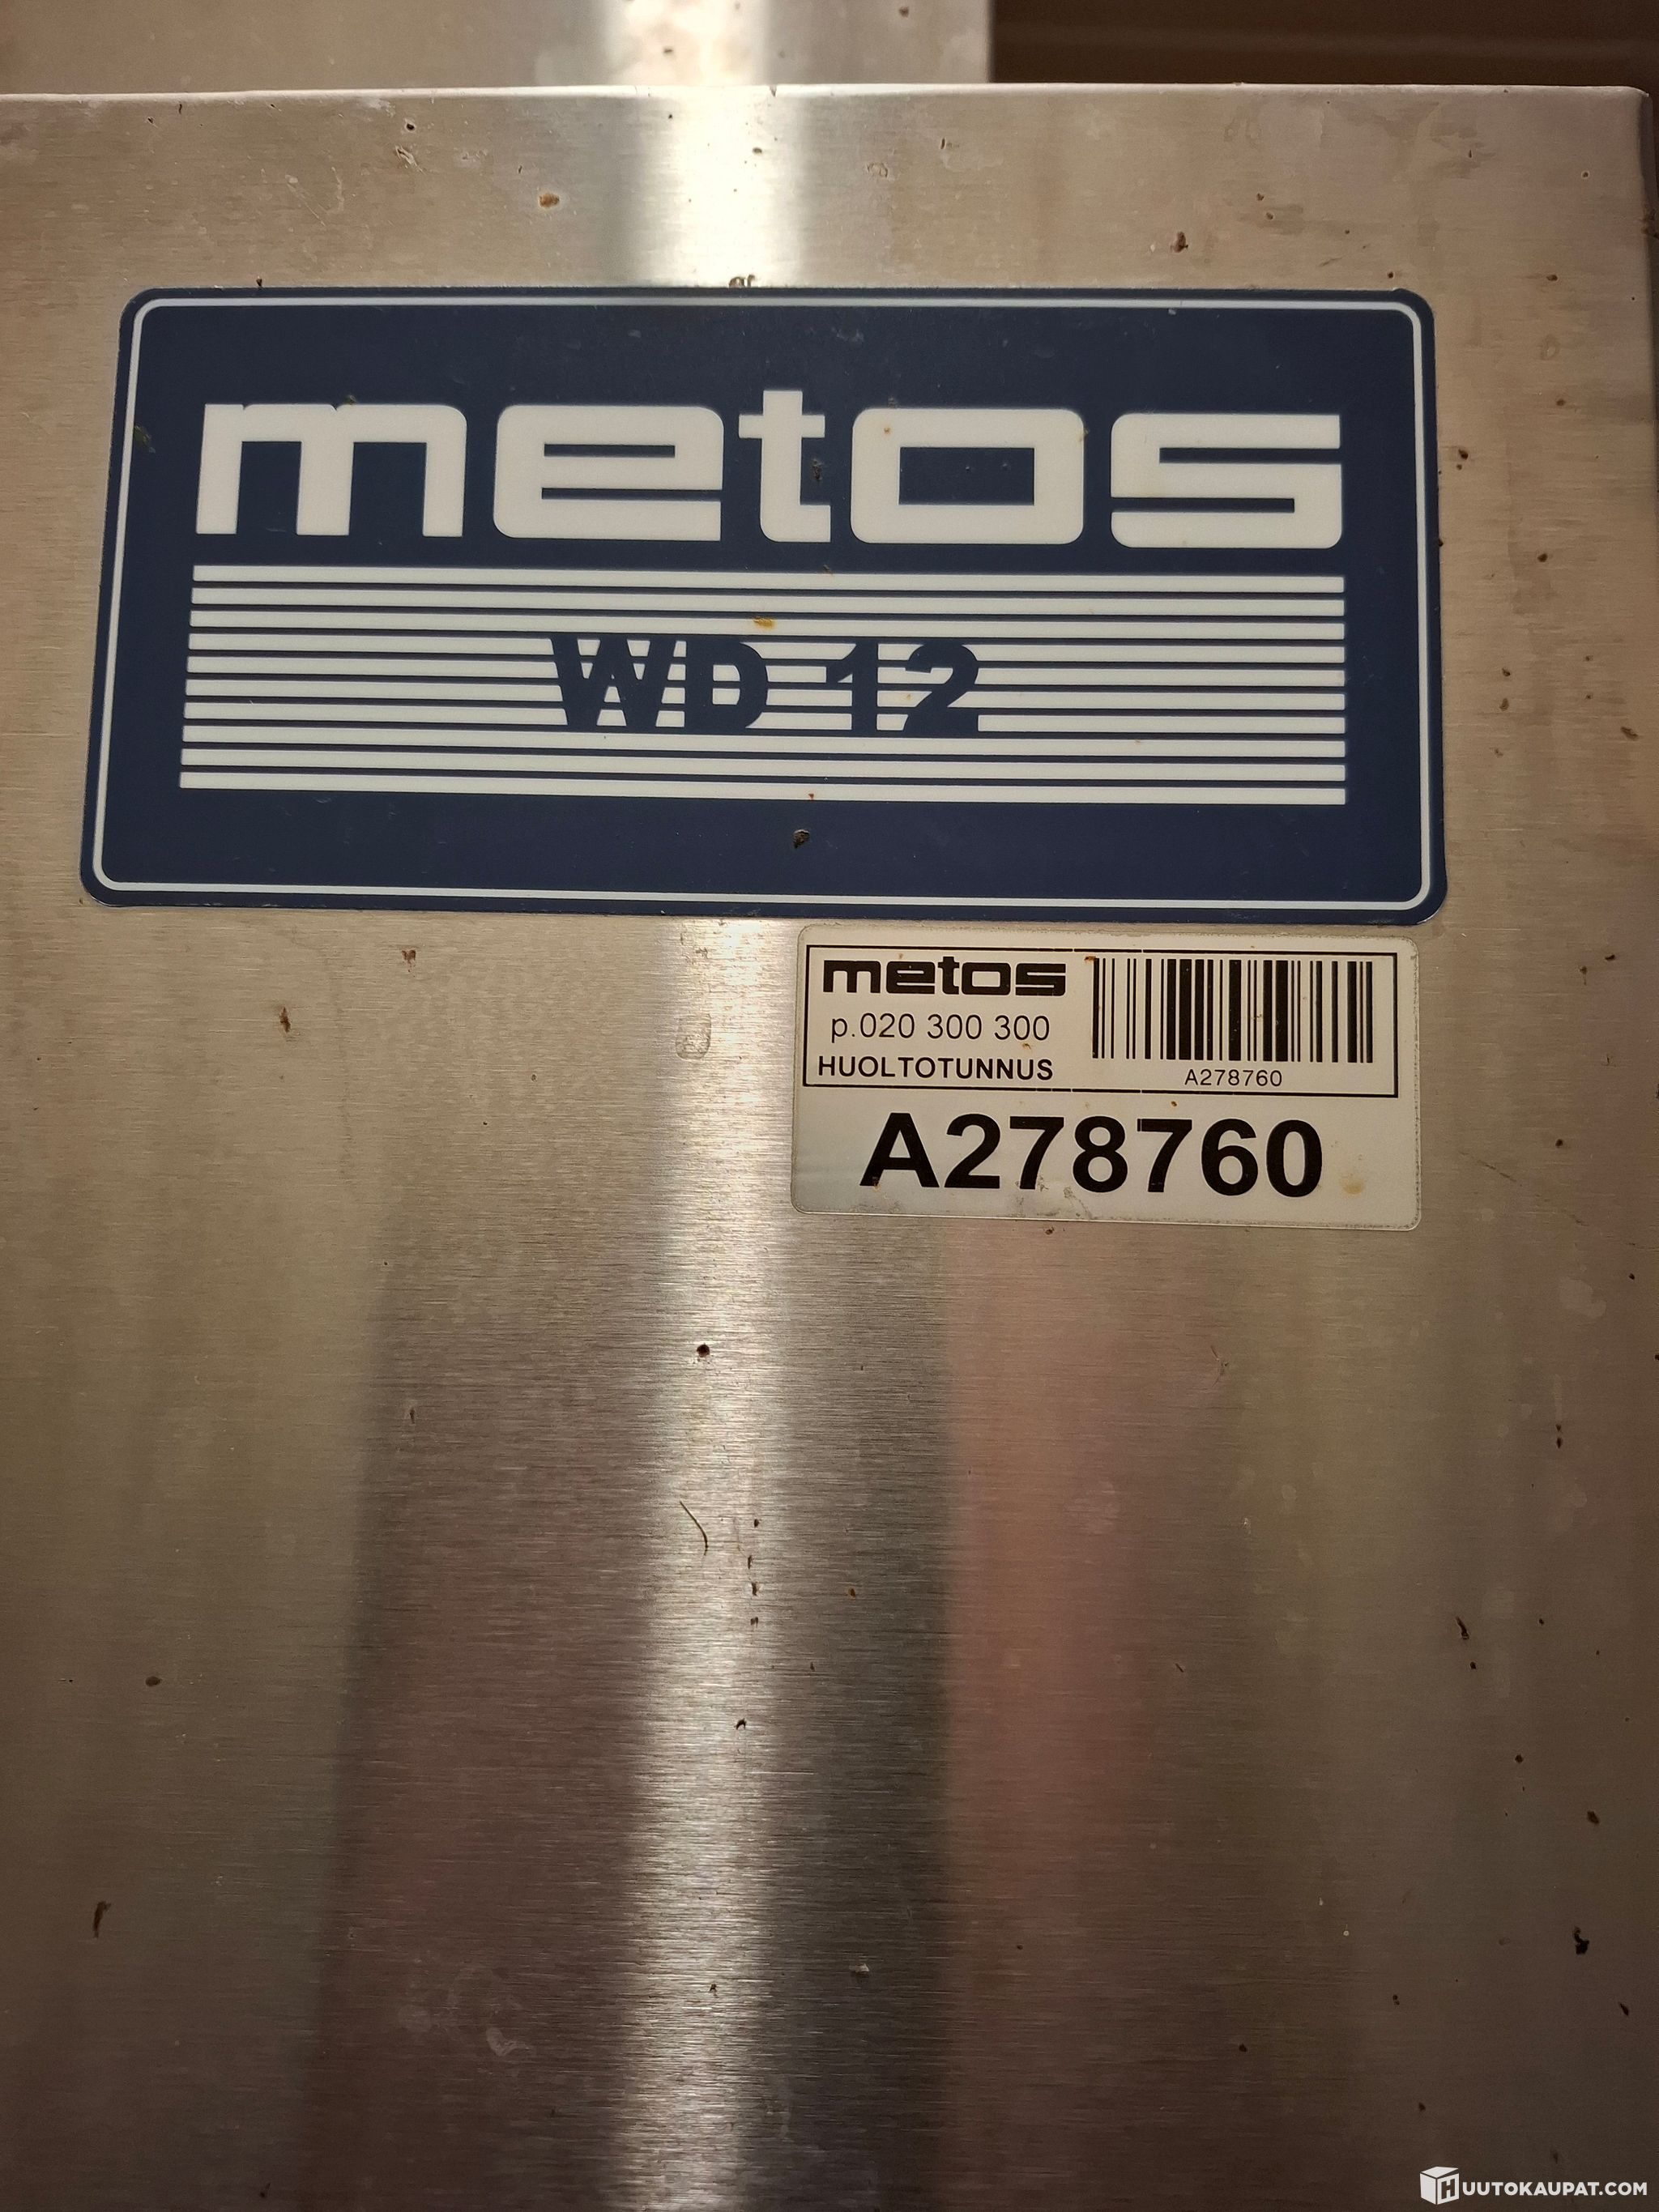 metos
WD 12
metos
p.020 300 300
HUOLTOTUNNUS
A278760
A278760
HUUTOKAUPAT.COM